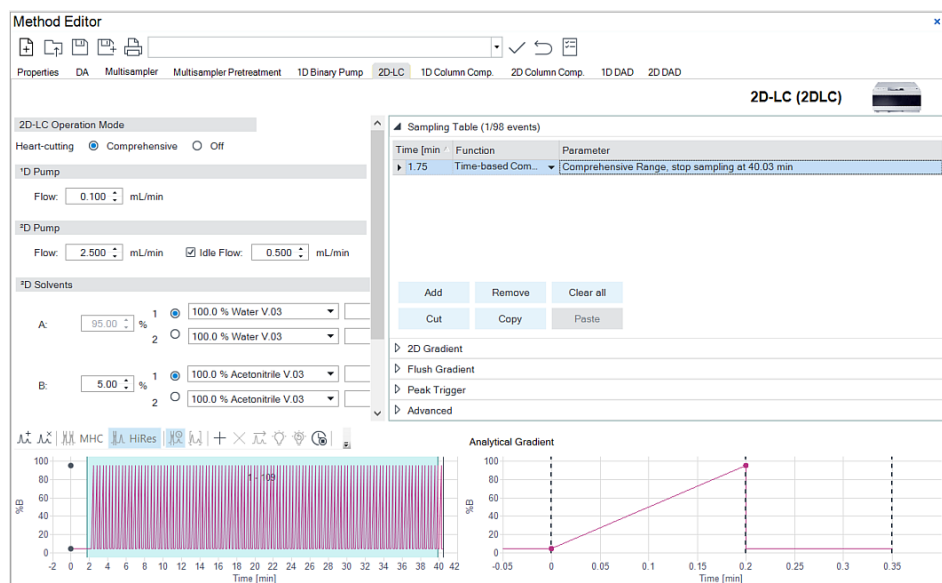 Method Editor
×
Properties DA Multisampler Multisampler Pretreatment 1D Binary Pump 2D-LC 1D Column Comp. 2D Column Comp. 1D DAD 2D DAD
2D-LC (2DLC)
2D-LC Operation Mode
Heart-cutting Comprehensive Off
¹D Pump
Flow: 0.100 mL/min
²D Pump
Flow: 2.500 mL/min Idle Flow: 0.500 mL/min
²D Solvents
A: 95.00 % 1 100.0 % Water V.03
2 100.0 % Water V.03
B: 5.00 % 1 100.0 % Acetonitrile V.03
2 100.0 % Acetonitrile V.03
Sampling Table (1/98 events)
Time [min Function Parameter
1.75 Time-based Com... Comprehensive Range, stop sampling at 40.03 min
Add Remove Clear all
Cut Copy Paste
2D Gradient
Flush Gradient
Peak Trigger
Advanced
MHC HiRes
%B
100
80
60
40
20
0
1 - 109
-2 0 2 4 6 8 10 12 14 16 18 20 22 24 26 28 30 32 34 36 38 40 42
Time [min]
Analytical Gradient
%B
100
80
60
40
20
0
-0.05 0 0.05 0.1 0.15 0.2 0.25 0.3 0.35
Time [min]